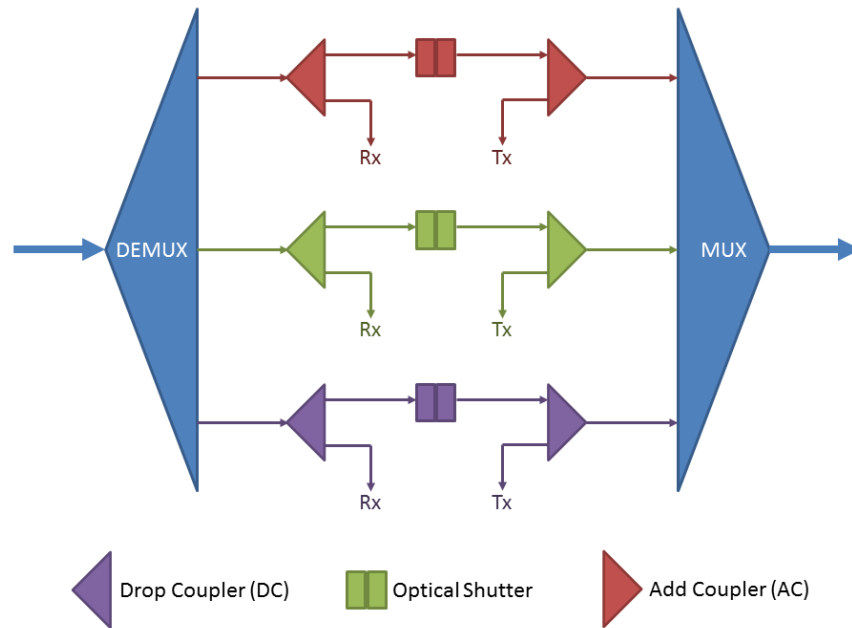 Rx
Tx
DEMUX
MUX
Rx
Tx
Rx
Tx
Drop Coupler (DC)
Optical Shutter
Add Coupler (AC)